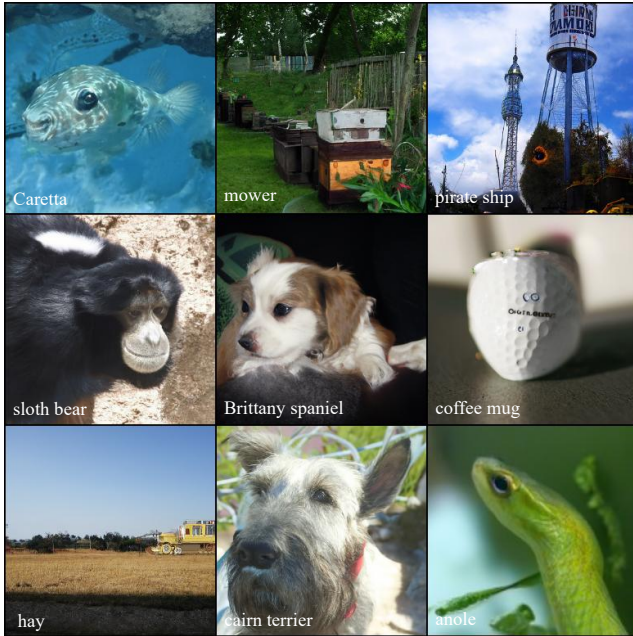 Caretta
mower
pirate ship
sloth bear
Brittany spaniel
coffee mug
hay
cairn terrier
anole